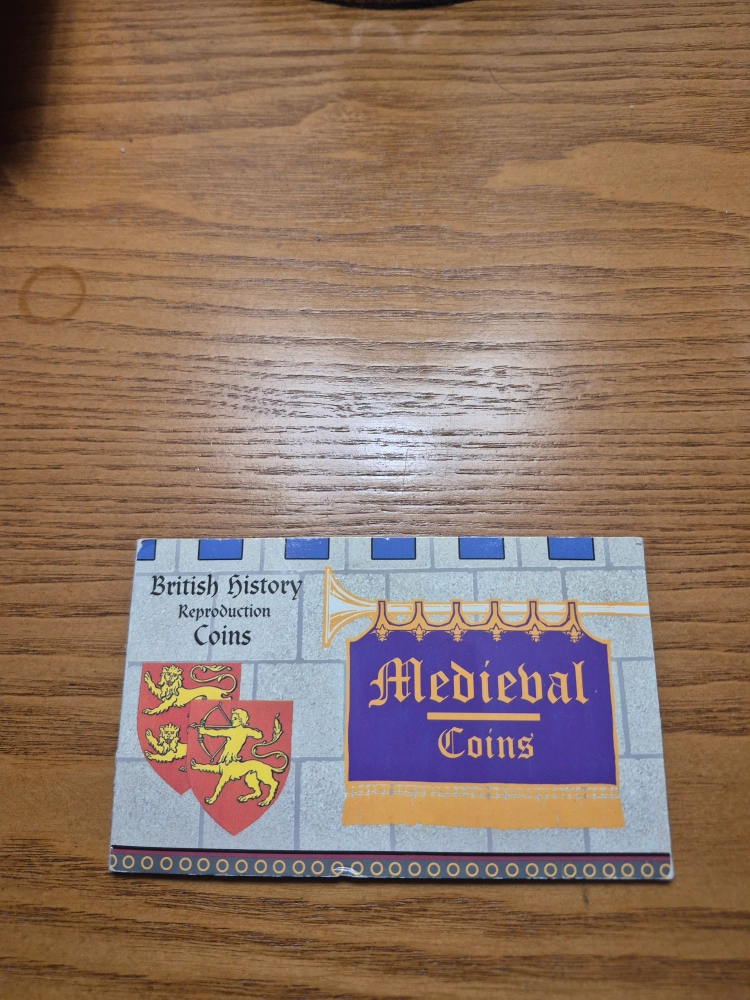 British History
Reproduction
Coins
Medieval
Coins